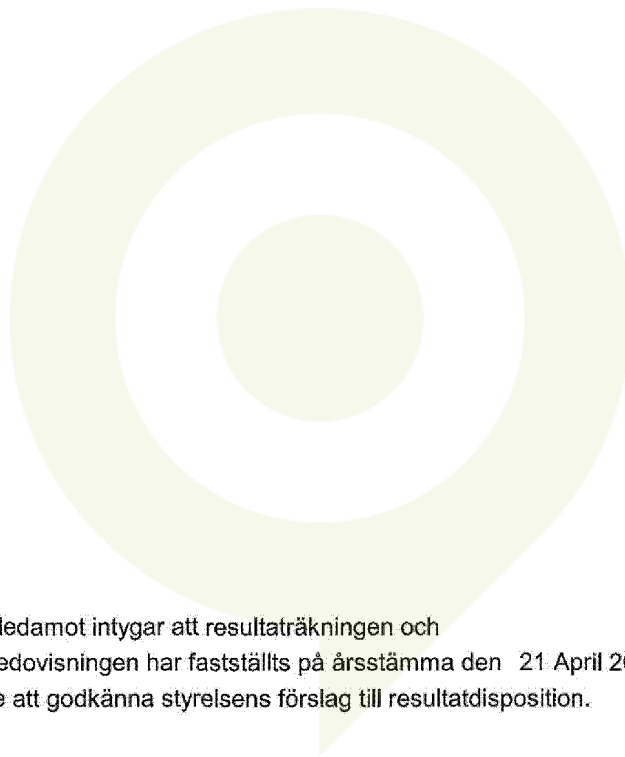 ledamot intygar att resultaträkningen och
edovisningen har fastställts på årsstämma den 21 April 20
e att godkänna styrelsens förslag till resultatdisposition.